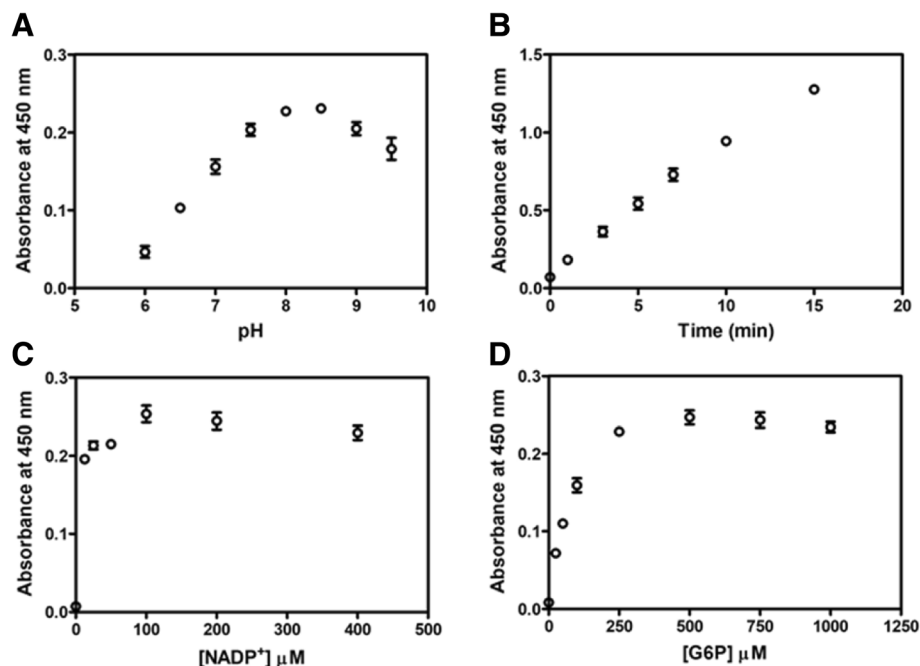 A
Absorbance at 450 nm
0.3
0.2
0.1
0.0
5 6 7 8 9 10
pH
B
Absorbance at 450 nm
1.5
1.0
0.5
0.0
0 5 10 15 20
Time (min)
C
Absorbance at 450 nm
0.3
0.2
0.1
0.0
0 100 200 300 400 500
[NADP⁺] μM
D
Absorbance at 450 nm
0.3
0.2
0.1
0.0
0 250 500 750 1000 1250
[G6P] μM